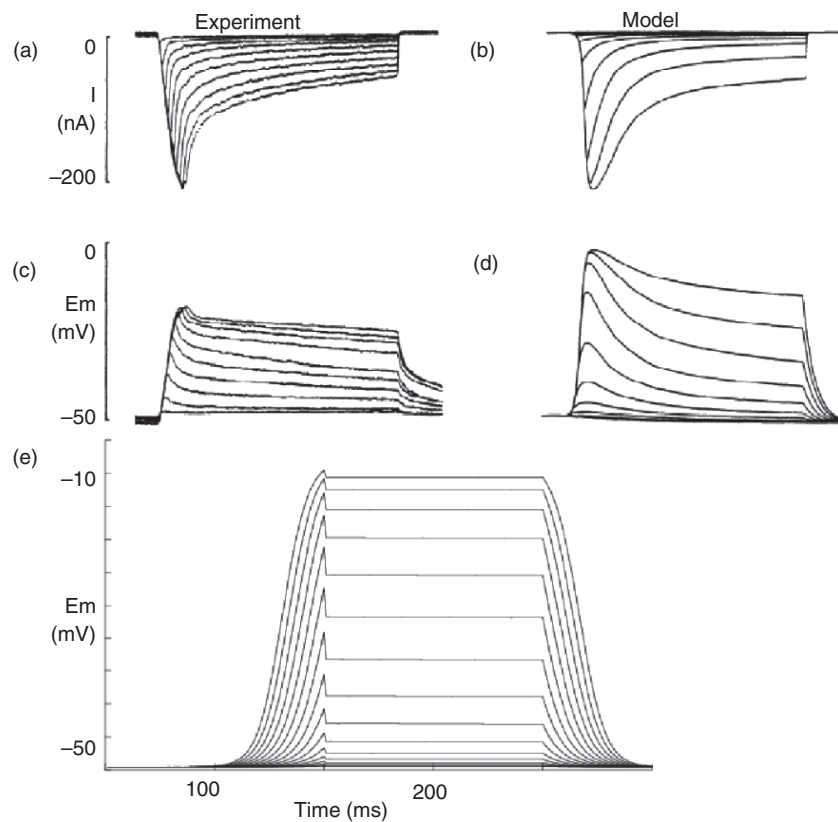 Experiment
Model
(a)
0
I
(nA)
–200
(b)
(c)
0
Em
(mV)
–50
(d)
(e)
–10
Em
(mV)
–50
100
200
Time (ms)